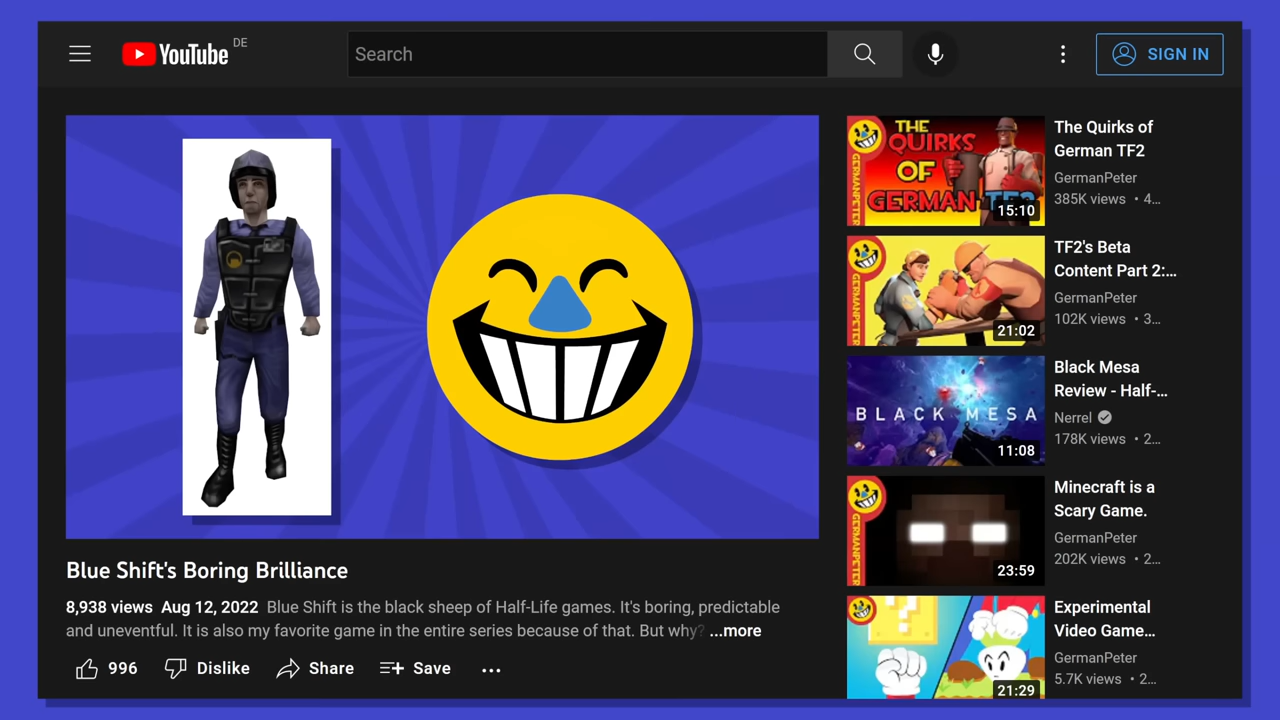 YouTube DE
Search
SIGN IN
THE
QUIRKS
OF
GERMAN TF2
GERMANPETER
15:10
The Quirks of
German TF2
GermanPeter
385K views • 4...
21:02
TF2's Beta
Content Part 2:...
GermanPeter
102K views • 3...
BLACK MESA
11:08
Black Mesa
Review - Half-...
Nerrel
178K views • 2...
GERMANPETER
23:59
Minecraft is a
Scary Game.
GermanPeter
202K views • 2...
21:29
Experimental
Video Game...
GermanPeter
5.7K views • 2...
Blue Shift's Boring Brilliance
8,938 views Aug 12, 2022 Blue Shift is the black sheep of Half-Life games. It's boring, predictable
and uneventful. It is also my favorite game in the entire series because of that. But why? ...more
996 Dislike Share Save